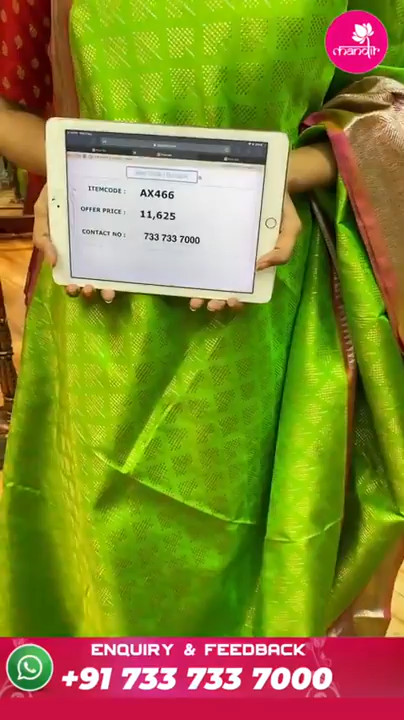 mandir
ITEMCODE : AX466
OFFER PRICE : 11,625
CONTACT NO : 733 733 7000
ENQUIRY & FEEDBACK
+91 733 733 7000